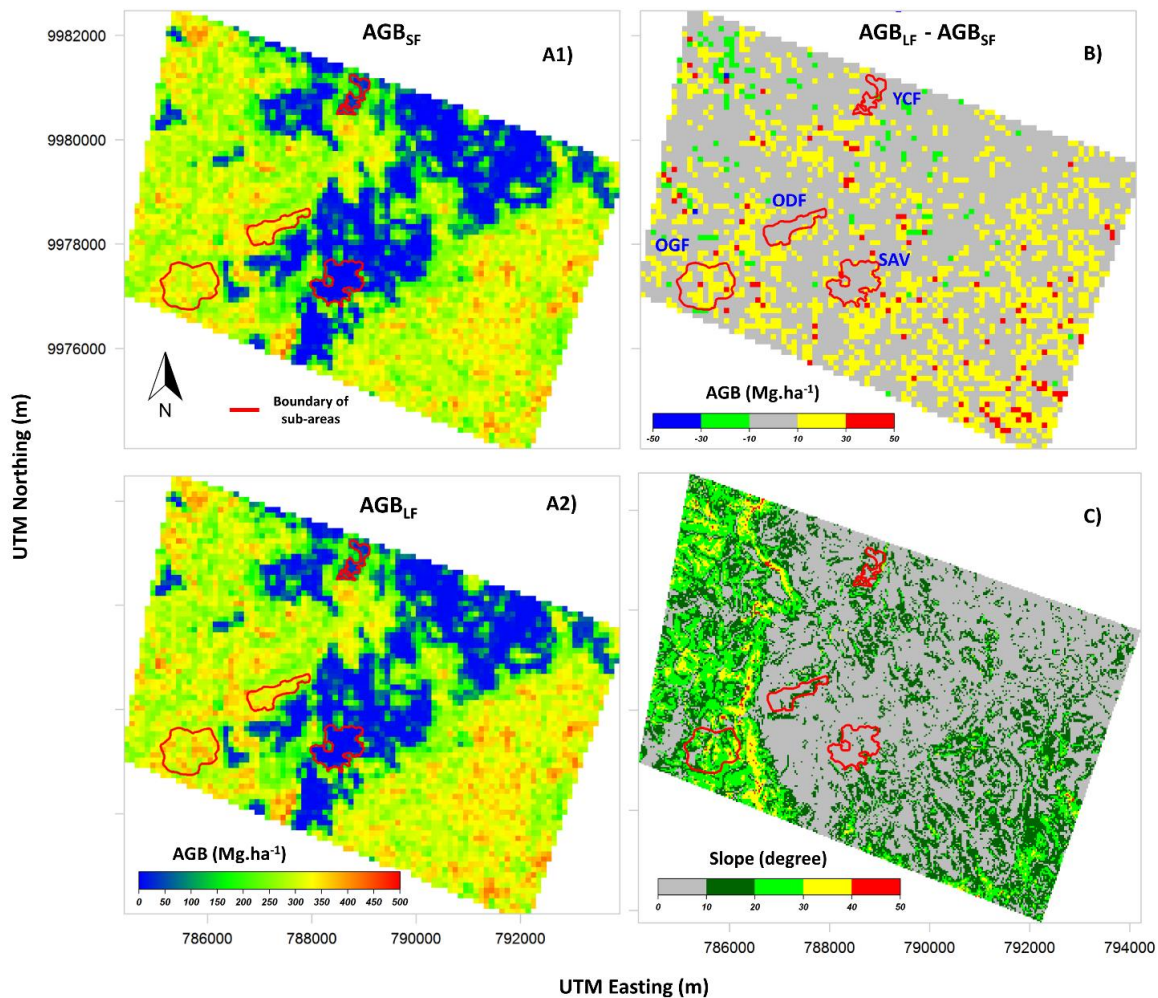 AGB_SF
A1)
9982000
9980000
9978000
9976000
N
Boundary of
sub-areas
AGB_LF - AGB_SF
B)
YCF
ODF
OGF
SAV
AGB (Mg.ha⁻¹)
-50 -30 -10 10 30 50
UTM Northing (m)
AGB_LF
A2)
AGB (Mg.ha⁻¹)
0 50 100 150 200 250 300 350 400 450 500
786000 788000 790000 792000
C)
Slope (degree)
0 10 20 30 40 50
786000 788000 790000 792000 794000
UTM Easting (m)